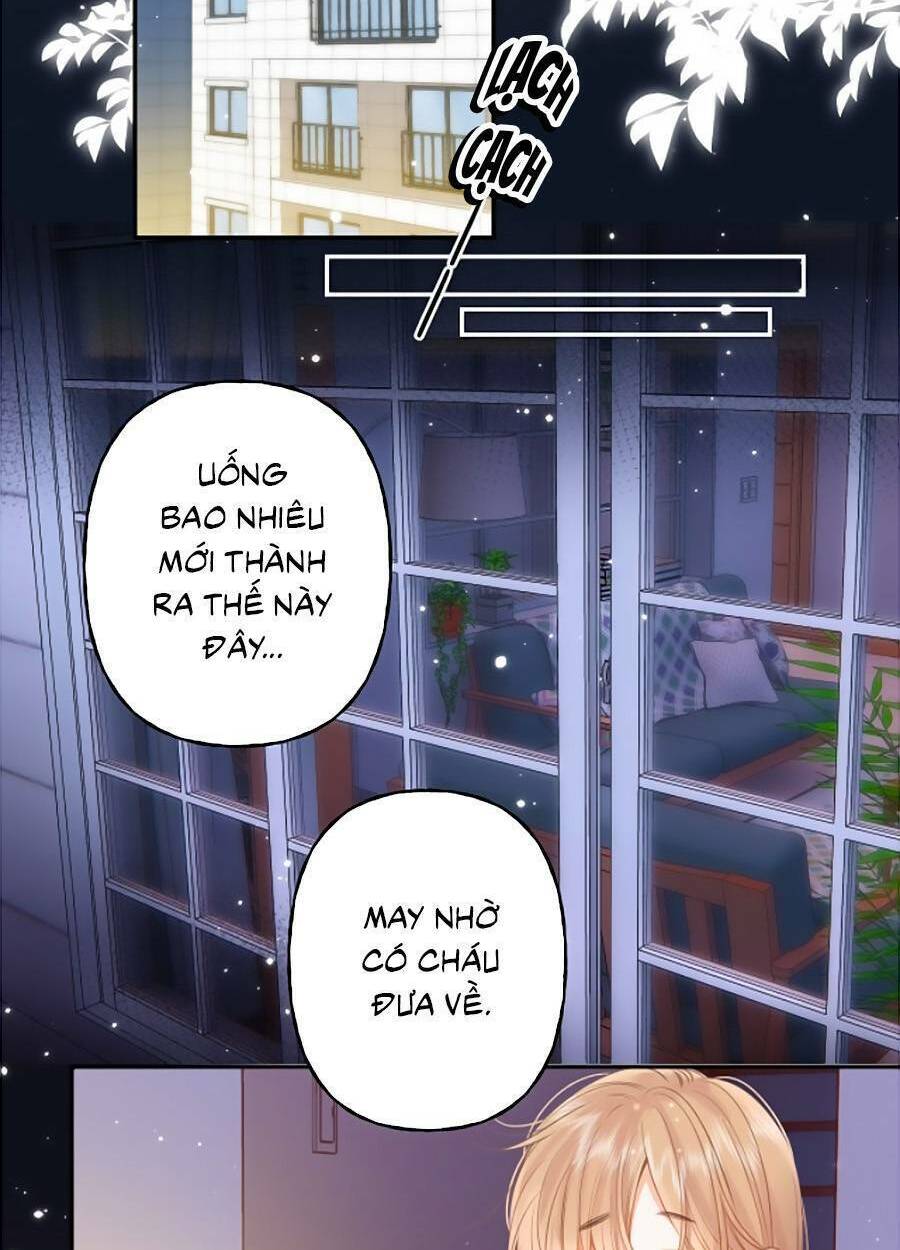 LẠCH
CẠCH
UỐNG
BAO NHIÊU
MỚI THÀNH
RA THẾ NÀY
ĐÂY...
MAY NHỜ
CÓ CHÁU
ĐƯA VỀ.